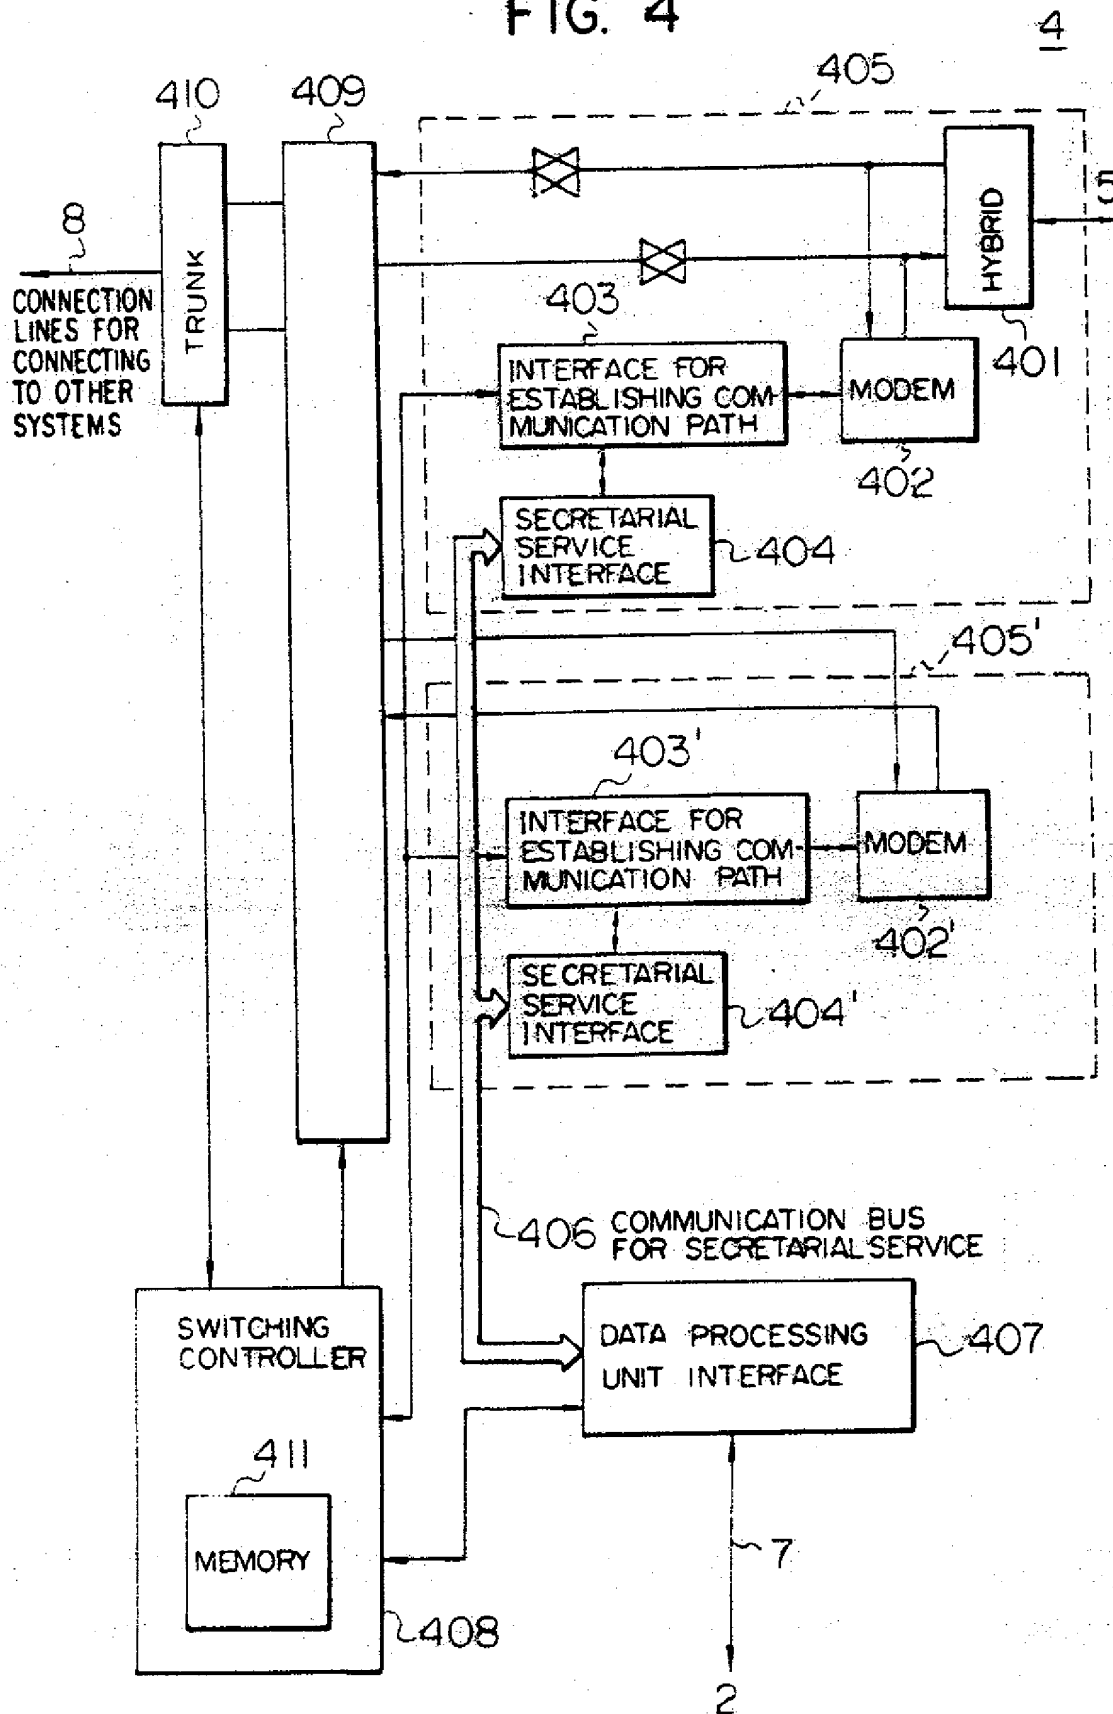 FIG. 4
4
405
410
409
HYBRID
5
8
TRUNK
CONNECTION
LINES FOR
CONNECTING
TO OTHER
SYSTEMS
403
401
INTERFACE FOR
ESTABLISHING COM-
MUNICATION PATH
MODEM
402
SECRETARIAL
SERVICE
INTERFACE
404
405'
403'
INTERFACE FOR
ESTABLISHING COM-
MUNICATION PATH
MODEM
402'
SECRETARIAL
SERVICE
INTERFACE
404'
406
COMMUNICATION BUS
FOR SECRETARIAL SERVICE
SWITCHING
CONTROLLER
DATA PROCESSING
UNIT INTERFACE
407
411
MEMORY
408
7
2